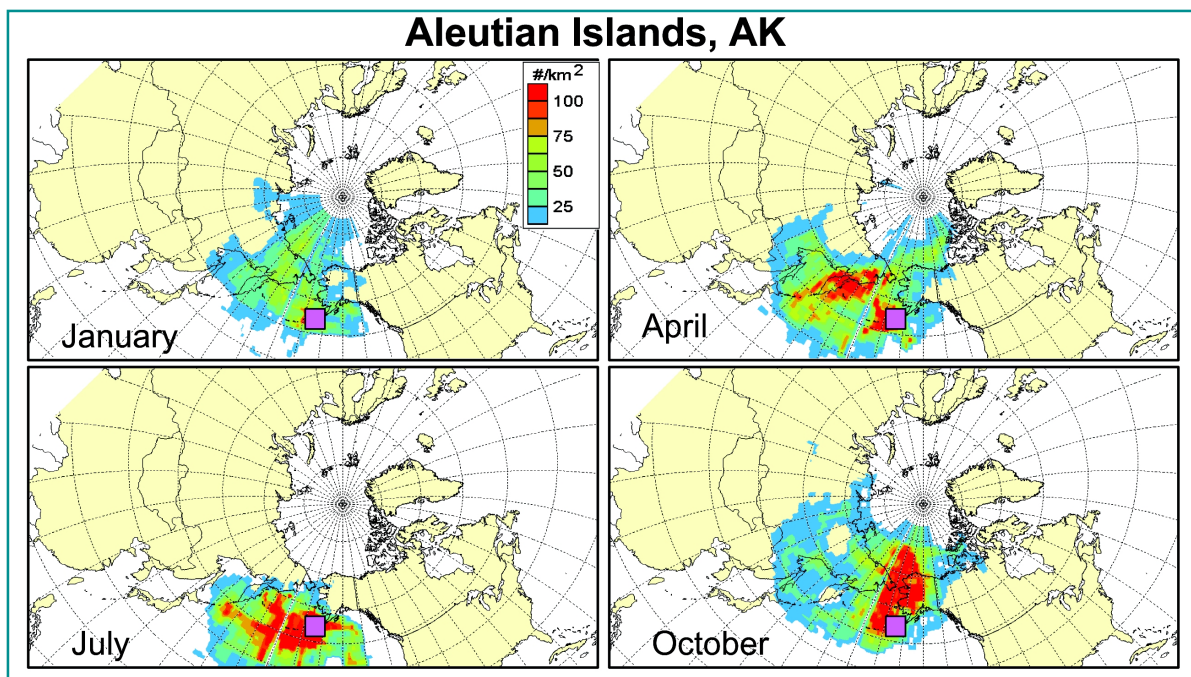 Aleutian Islands, AK
#/km²
100
75
50
25
January
April
July
October